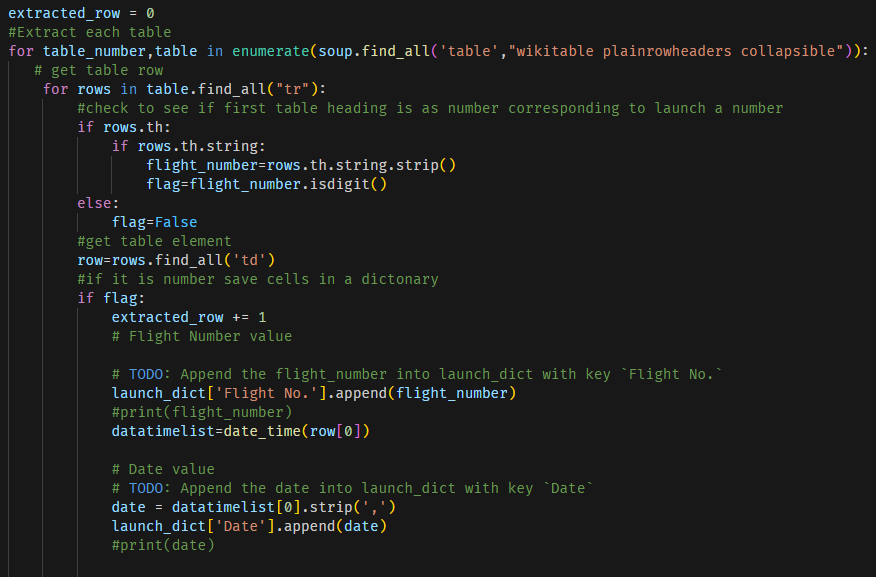 extracted_row = 0
#Extract each table
for table_number,table in enumerate(soup.find_all('table',"wikitable plainrowheaders collapsible")):
   # get table row
    for rows in table.find_all("tr"):
        #check to see if first table heading is as number corresponding to launch a number
        if rows.th:
            if rows.th.string:
                flight_number=rows.th.string.strip()
                flag=flight_number.isdigit()
        else:
            flag=False
        #get table element
        row=rows.find_all('td')
        #if it is number save cells in a dictonary
        if flag:
            extracted_row += 1
            # Flight Number value
            # TODO: Append the flight_number into launch_dict with key `Flight No.`
            launch_dict['Flight No.'].append(flight_number)
            #print(flight_number)
            datatimelist=date_time(row[0])
            # Date value
            # TODO: Append the date into launch_dict with key `Date`
            date = datatimelist[0].strip(',')
            launch_dict['Date'].append(date)
            #print(date)